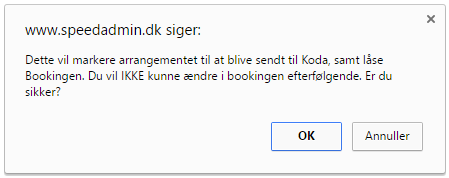 www.speedadmin.dk siger:
Dette vil markere arrangementet til at blive sendt til Koda, samt låse
Bookingen. Du vil IKKE kunne ændre i bookingen efterfølgende. Er du
sikker?
OK
Annuller